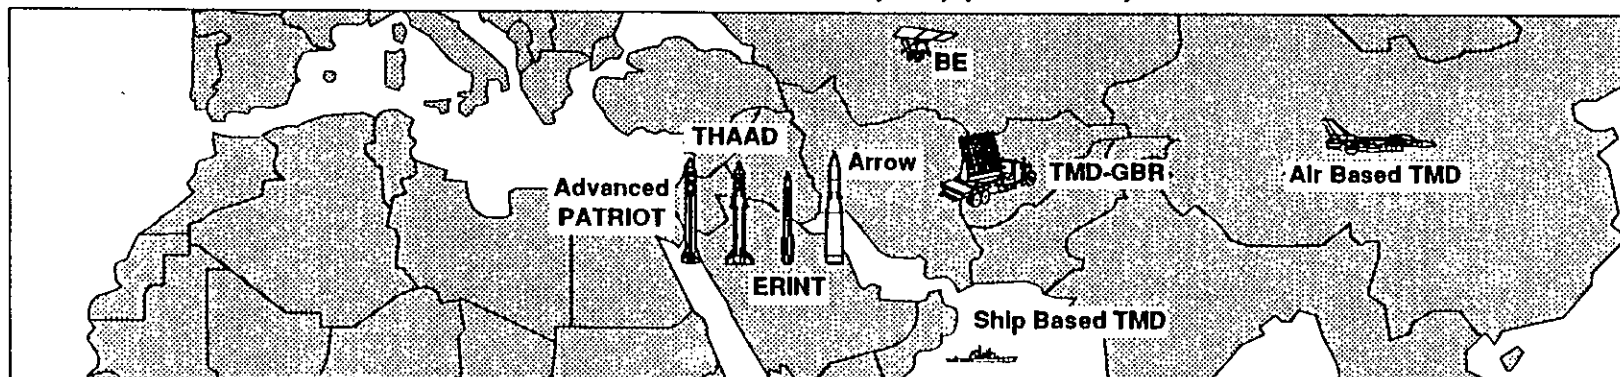 BE
THAAD
Arrow
Advanced
PATRIOT
TMD-GBR
Air Based TMD
ERINT
Ship Based TMD